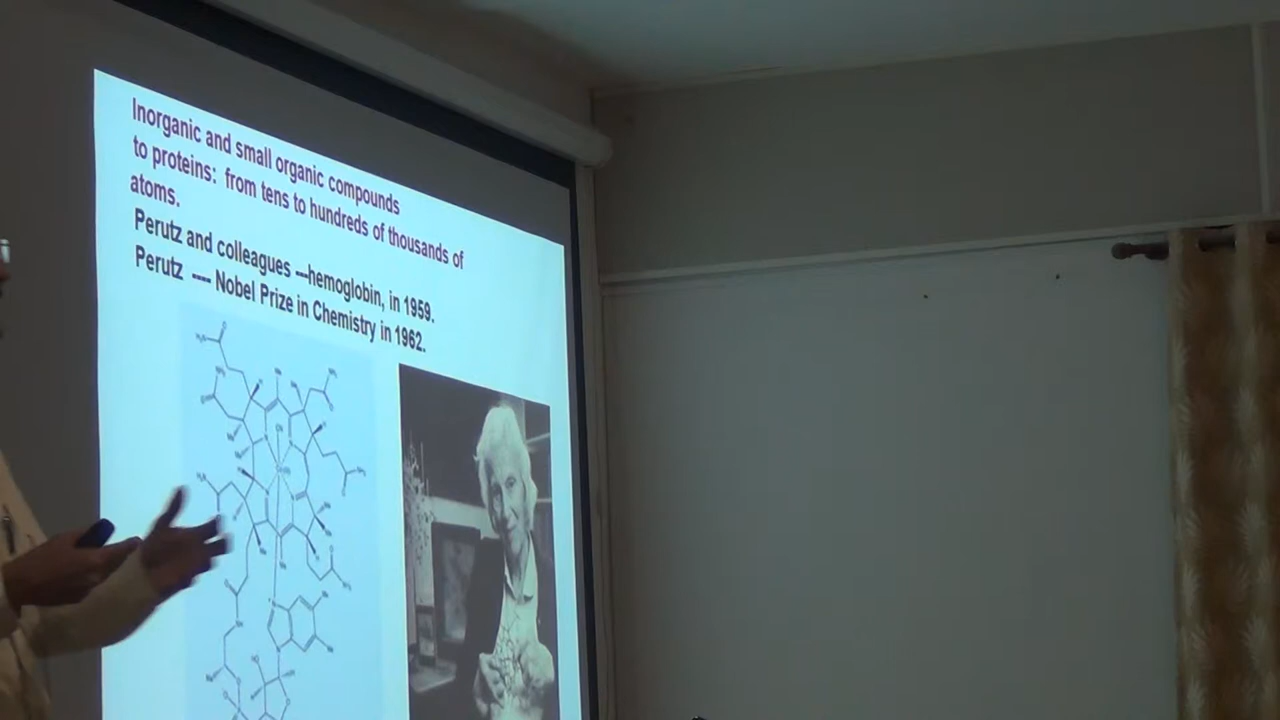 Inorganic and small organic compounds
to proteins: from tens to hundreds of thousands of
atoms.
Perutz and colleagues ---hemoglobin, in 1959.
Perutz ---- Nobel Prize in Chemistry in 1962.